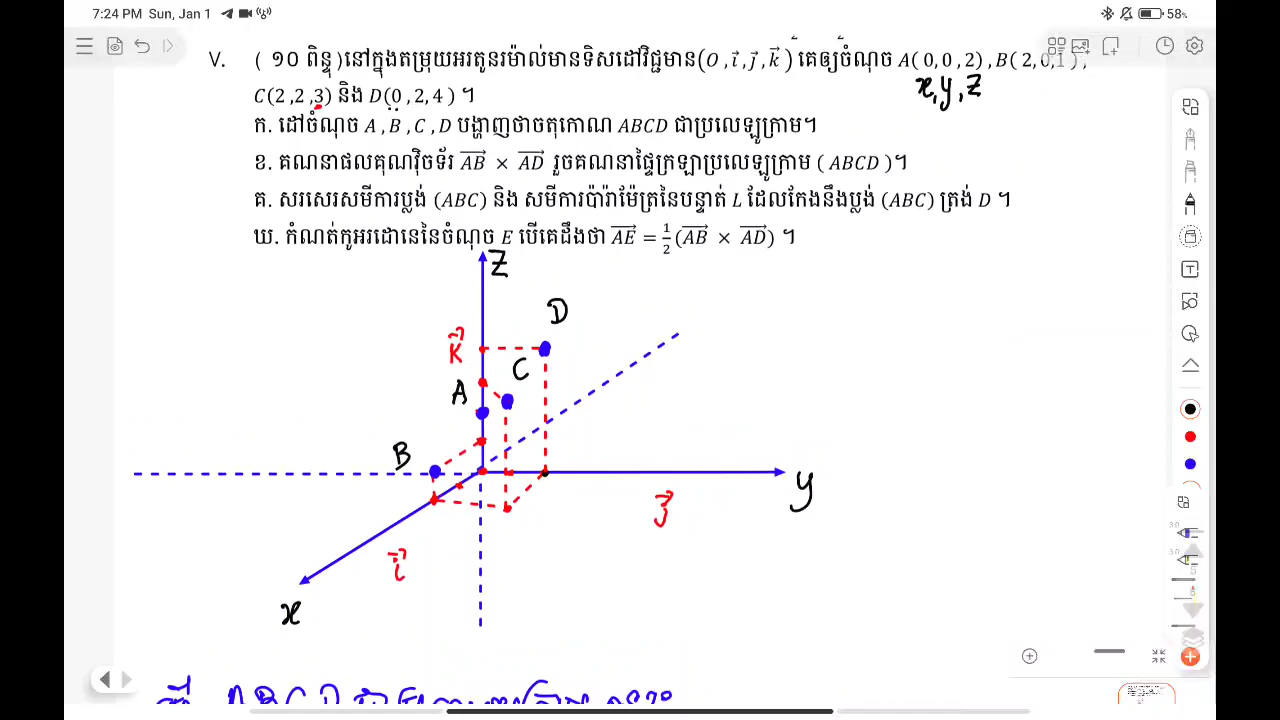 7:24 PM Sun, Jan 1
58%
V. ( ១០ ពិន្ទុ )នៅក្នុងតម្រុយអរតូនរម៉ាល់មានទិសដៅវិជ្ជមាន(O , i⃗ , j⃗ , k⃗ ) គេឲ្យចំណុច A( 0, 0 , 2) , B( 2, 0, 1 ) ,
x, y, z
C(2 ,2 ,3) និង D(0 , 2, 4 ) ។
ក. ដៅចំណុច A , B , C , D បង្ហាញថាចតុកោណ ABCD ជាប្រលេឡូក្រាម។
ខ. គណនាផលគុណវ៉ិចទ័រ AB⃗ × AD⃗ រួចគណនាផ្ទៃក្រឡាប្រលេឡូក្រាម ( ABCD )។
គ. សរសេរសមីការប្លង់ (ABC) និង សមីការប៉ារ៉ាម៉ែត្រនៃបន្ទាត់ L ដែលកែងនឹងប្លង់ (ABC) ត្រង់ D ។
ឃ. កំណត់កូអរដោនេនៃចំណុច E បើគេដឹងថា AE⃗ = 1/2 (AB⃗ × AD⃗) ។
z
D
k⃗
C
A
B
y
j⃗
i⃗
x